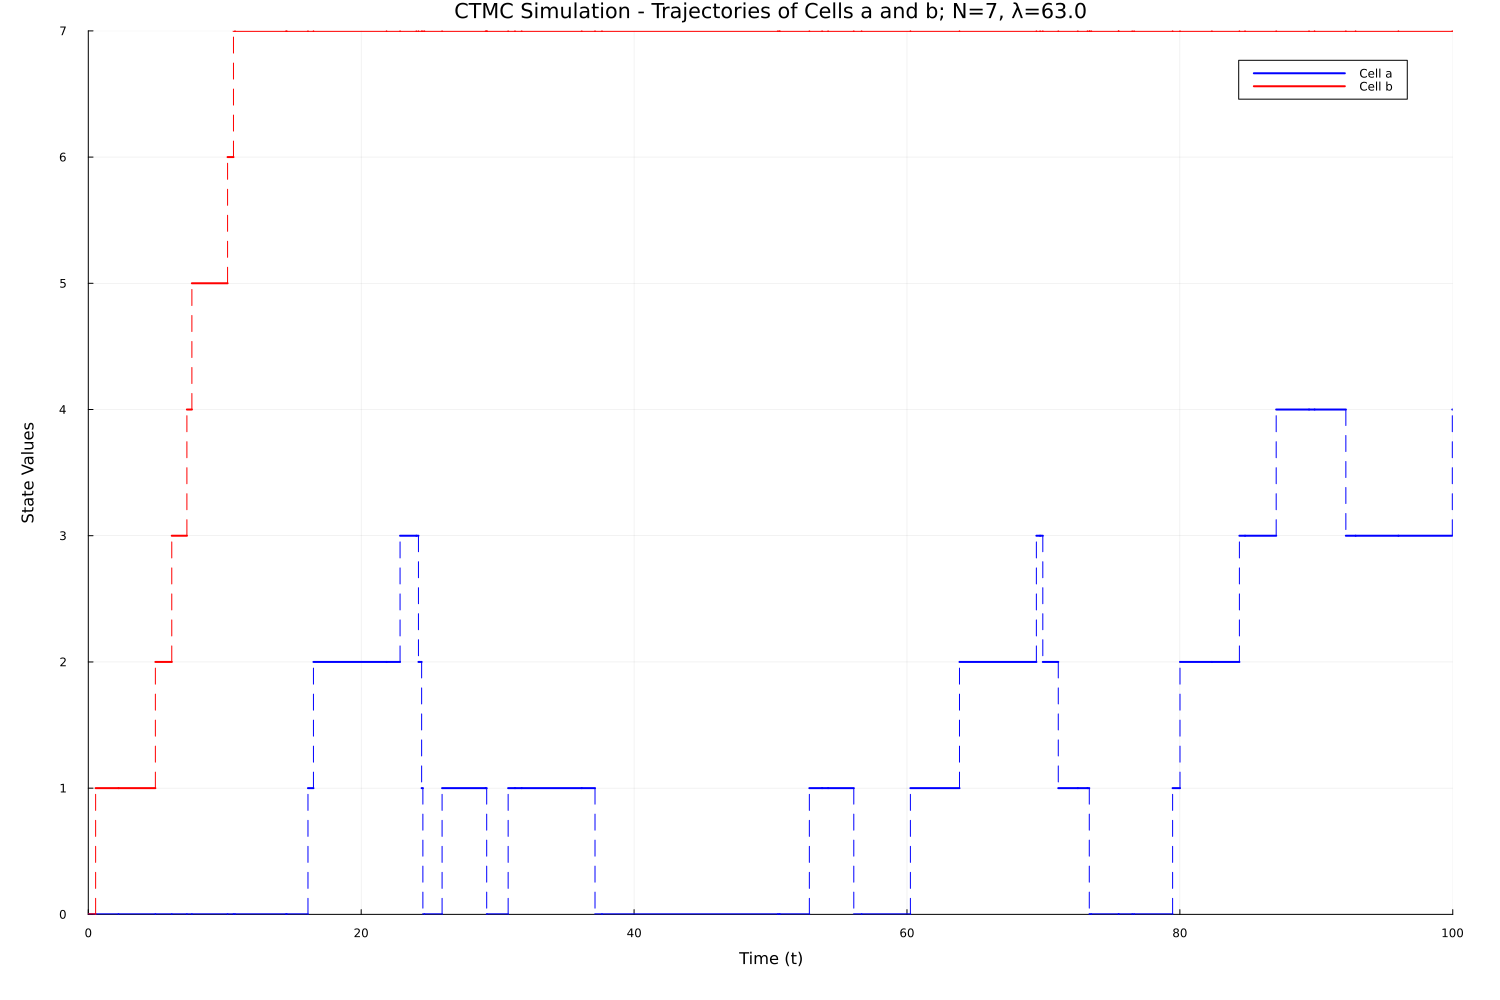 CTMC Simulation - Trajectories of Cells a and b; N=7, λ=63.0
Cell a
Cell b
7
6
5
4
3
2
1
0
State Values
0 20 40 60 80 100
Time (t)